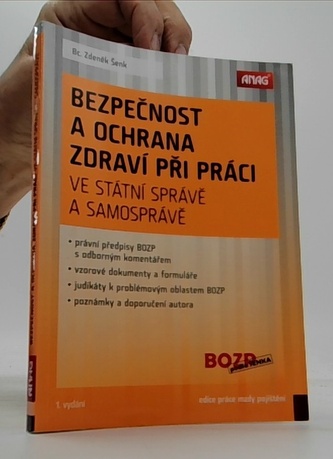 Bc. Zdeněk Šenk
ANAG
BEZPEČNOST
A OCHRANA
ZDRAVÍ PŘI PRÁCI
VE STÁTNÍ SPRÁVĚ
A SAMOSPRÁVĚ
• právní předpisy BOZP
s odborným komentářem
• vzorové dokumenty a formuláře
• judikáty k problémovým oblastem BOZP
• poznámky a doporučení autora
BOZP
1. vydání
edice práce mzdy pojištění